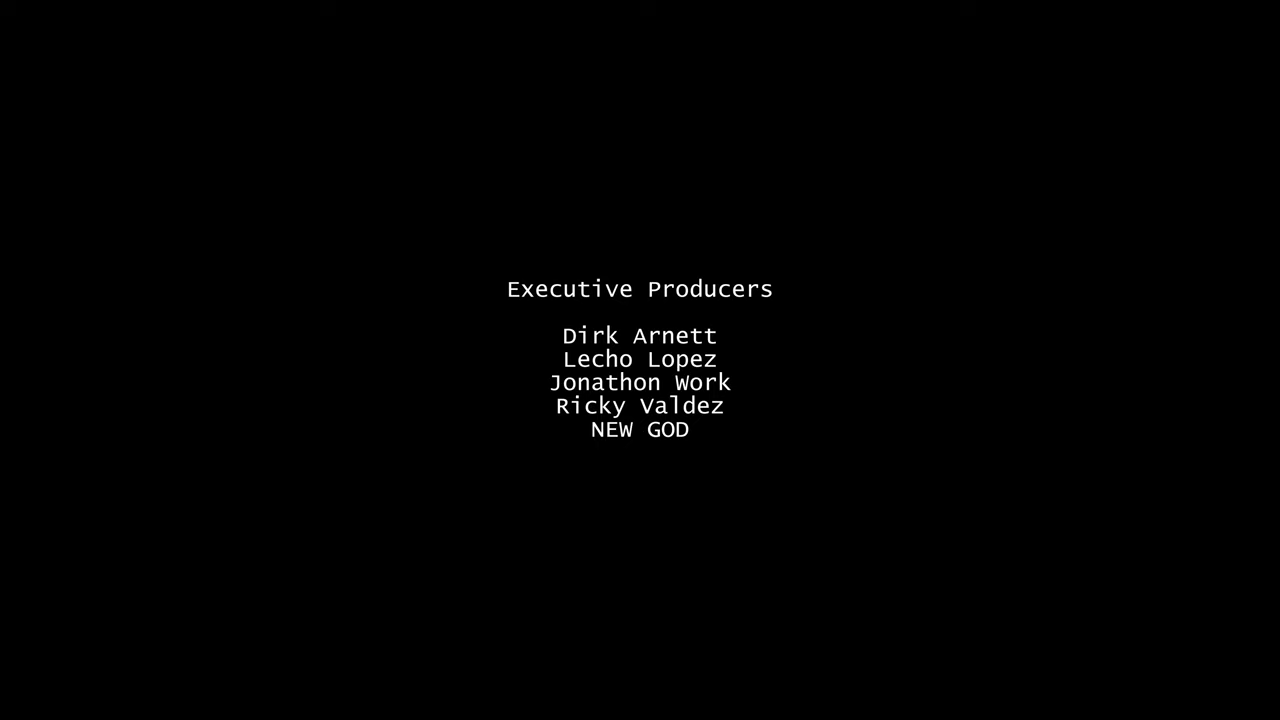 Executive Producers
Dirk Arnett
Lecho Lopez
Jonathon Work
Ricky Valdez
NEW GOD